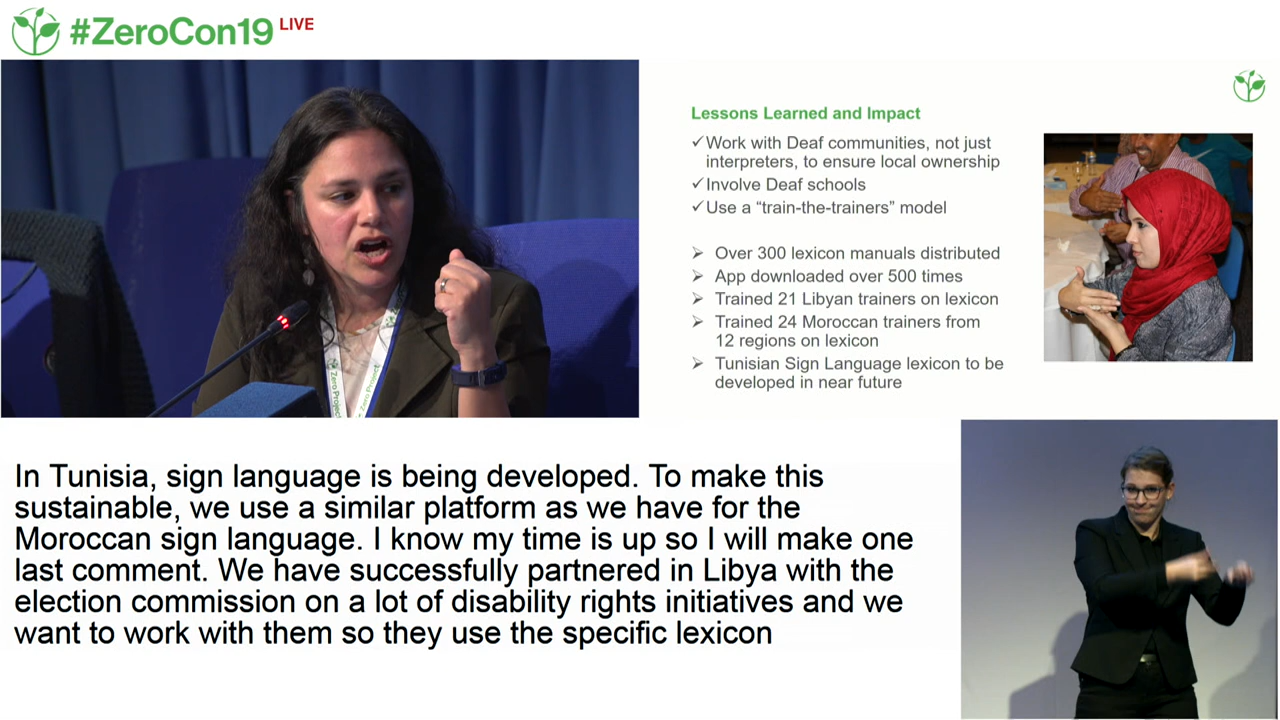 #ZeroCon19 LIVE
Lessons Learned and Impact
✓Work with Deaf communities, not just
interpreters, to ensure local ownership
✓Involve Deaf schools
✓Use a “train-the-trainers” model
➢ Over 300 lexicon manuals distributed
➢ App downloaded over 500 times
➢ Trained 21 Libyan trainers on lexicon
➢ Trained 24 Moroccan trainers from
12 regions on lexicon
➢ Tunisian Sign Language lexicon to be
developed in near future
Zero Project
Zero Project
In Tunisia, sign language is being developed. To make this
sustainable, we use a similar platform as we have for the
Moroccan sign language. I know my time is up so I will make one
last comment. We have successfully partnered in Libya with the
election commission on a lot of disability rights initiatives and we
want to work with them so they use the specific lexicon